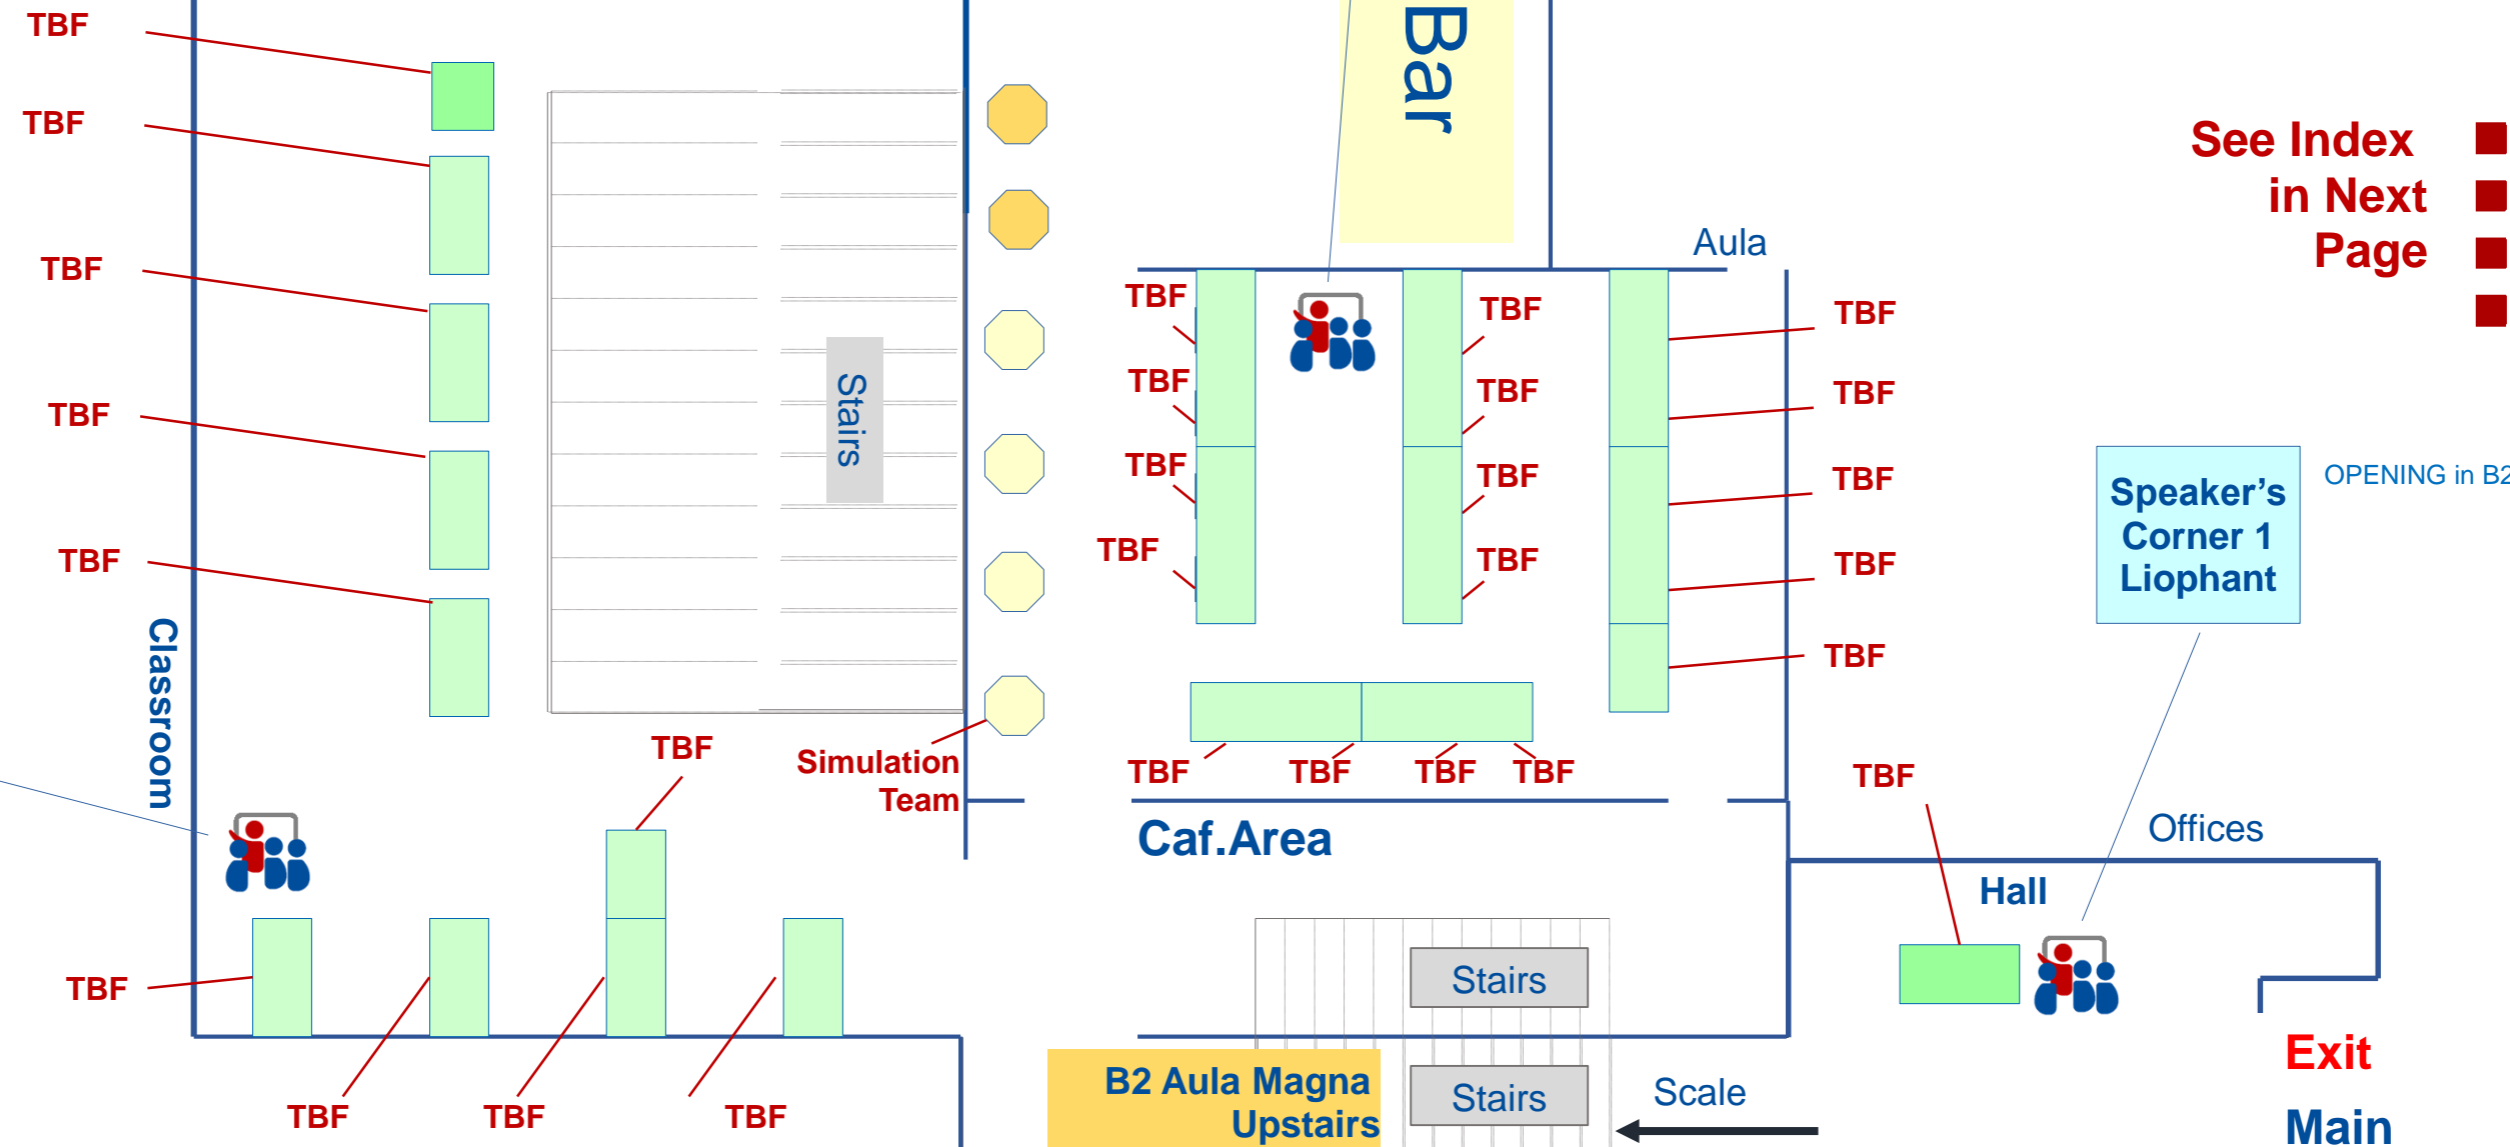 TBF
Bar
TBF
See Index
in Next
Page
Aula
TBF
TBF
TBF
TBF
TBF
TBF
TBF
Stairs
TBF
TBF
TBF
TBF
OPENING in B2
Speaker's
Corner 1
Liophant
TBF
TBF
TBF
TBF
TBF
Classroom
TBF
TBF
Simulation
Team
TBF
TBF
TBF
TBF
TBF
Caf.Area
Offices
Hall
TBF
Stairs
Exit
B2 Aula Magna
Upstairs
Stairs
Scale
TBF
TBF
TBF
Main